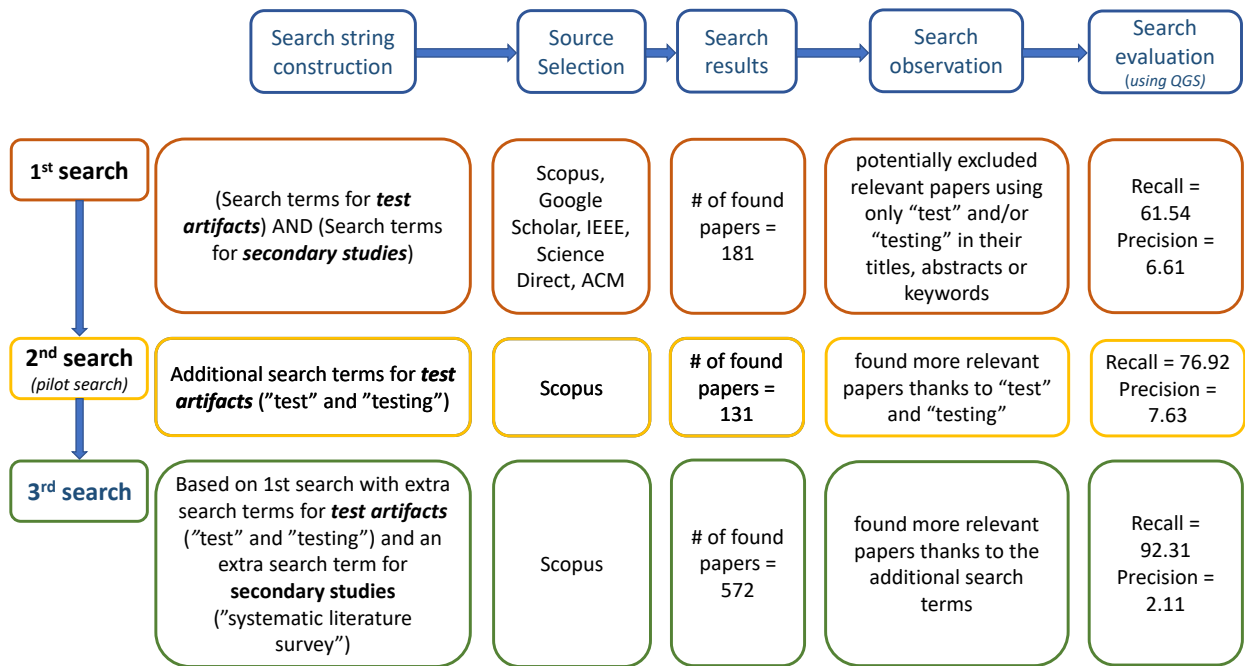 Search string
construction
Source
Selection
Search
results
Search
observation
Search
evaluation
(using QGS)
1st search
(Search terms for test
artifacts) AND (Search terms
for secondary studies)
Scopus,
Google
Scholar, IEEE,
Science
Direct, ACM
# of found
papers =
181
potentially excluded
relevant papers using
only “test” and/or
“testing” in their
titles, abstracts or
keywords
Recall =
61.54
Precision =
6.61
2nd search
(pilot search)
Additional search terms for test
artifacts (”test” and ”testing”)
Scopus
# of found
papers =
131
found more relevant
papers thanks to “test”
and “testing”
Recall = 76.92
Precision =
7.63
3rd search
Based on 1st search with extra
search terms for test artifacts
(”test” and ”testing”) and an
extra search term for
secondary studies
(”systematic literature
survey”)
Scopus
# of found
papers =
572
found more relevant
papers thanks to the
additional search
terms
Recall =
92.31
Precision =
2.11